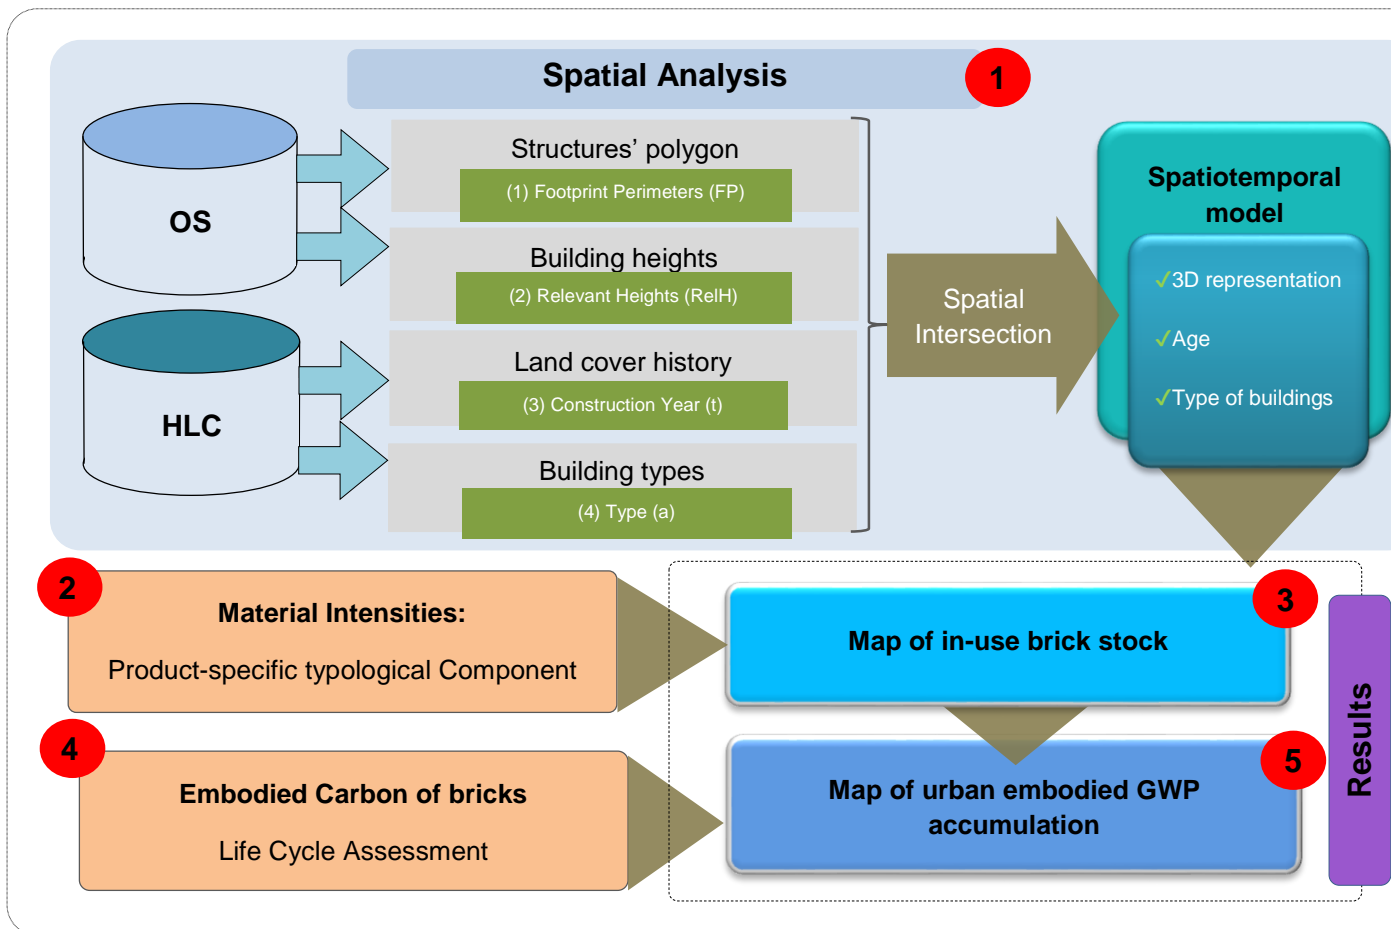 Spatial Analysis
1
OS
HLC
Structures’ polygon
(1) Footprint Perimeters (FP)
Building heights
(2) Relevant Heights (RelH)
Land cover history
(3) Construction Year (t)
Building types
(4) Type (a)
Spatial
Intersection
Spatiotemporal
model
✓3D representation
✓Age
✓Type of buildings
2
Material Intensities:
Product-specific typological Component
3
Map of in-use brick stock
4
Embodied Carbon of bricks
Life Cycle Assessment
5
Map of urban embodied GWP
accumulation
Results